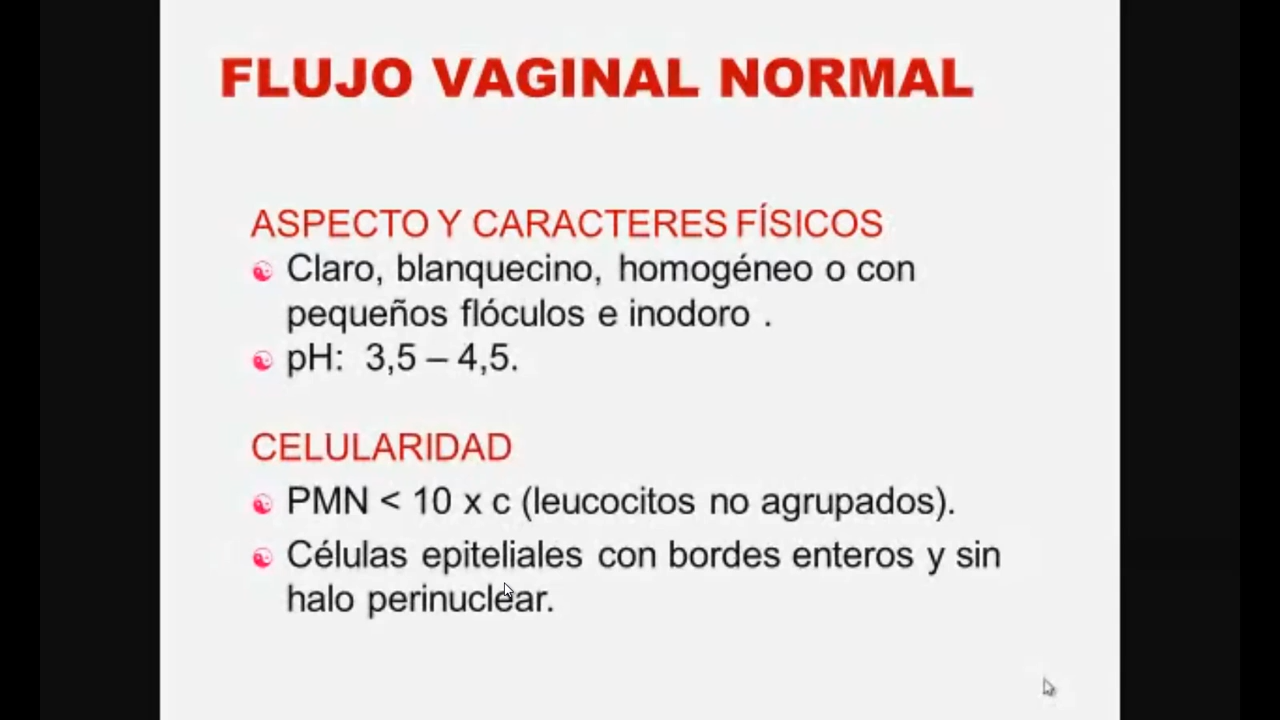 FLUJO VAGINAL NORMAL
ASPECTO Y CARACTERES FÍSICOS
Claro, blanquecino, homogéneo o con
pequeños flóculos e inodoro .
pH: 3,5 – 4,5.
CELULARIDAD
PMN < 10 x c (leucocitos no agrupados).
Células epiteliales con bordes enteros y sin
halo perinuclear.